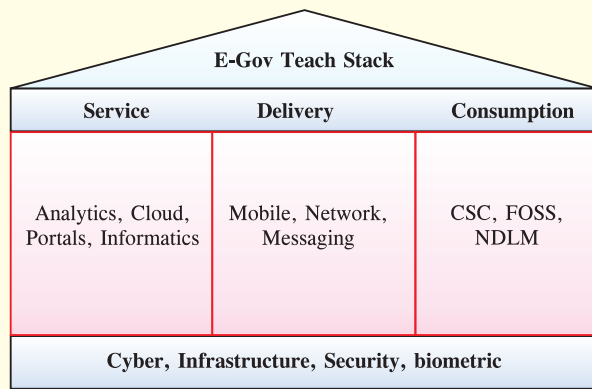 E-Gov Teach Stack
Service Delivery Consumption
Analytics, Cloud,
Portals, Informatics
Mobile, Network,
Messaging
CSC, FOSS,
NDLM
Cyber, Infrastructure, Security, biometric